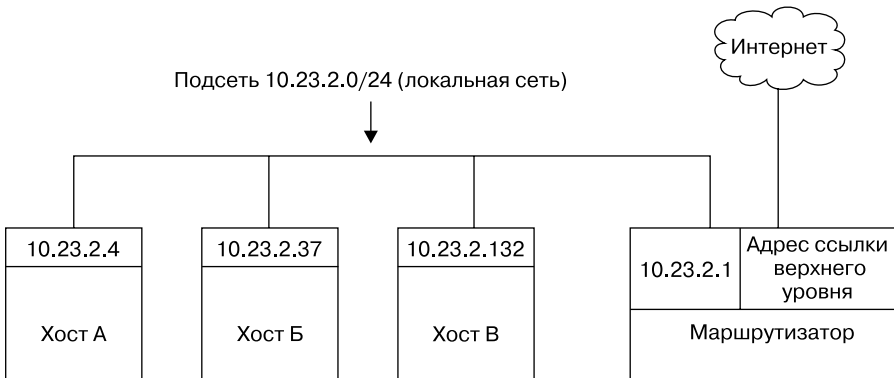 Интернет
Подсеть 10.23.2.0/24 (локальная сеть)
10.23.2.4
10.23.2.37
10.23.2.132
10.23.2.1
Адрес ссылки
верхнего
уровня
Хост А
Хост Б
Хост В
Маршрутизатор